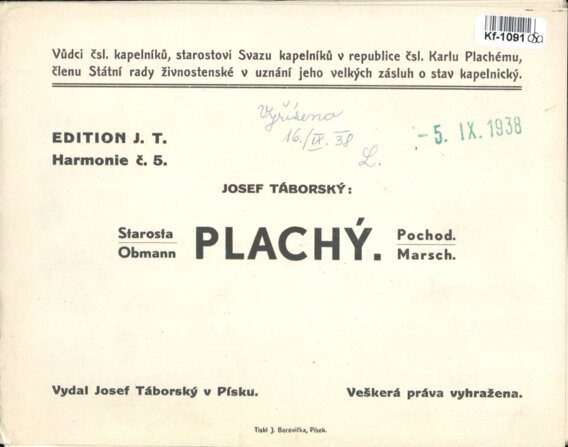 Kf-1091
Vůdci čsl. kapelníků, starostovi Svazu kapelníků v republice čsl. Karlu Plachému,
členu Státní rady živnostenské v uznání jeho velkých zásluh o stav kapelnický.
Vyřízeno
16./IX. 38
L.
- 5. IX. 1938
EDITION J. T.
Harmonie č. 5.
JOSEF TÁBORSKÝ:
Starosta
Obmann
PLACHÝ.
Pochod.
Marsch.
Vydal Josef Táborský v Písku.
Veškerá práva vyhražena.
Tiskl J. Borovička, Písek.